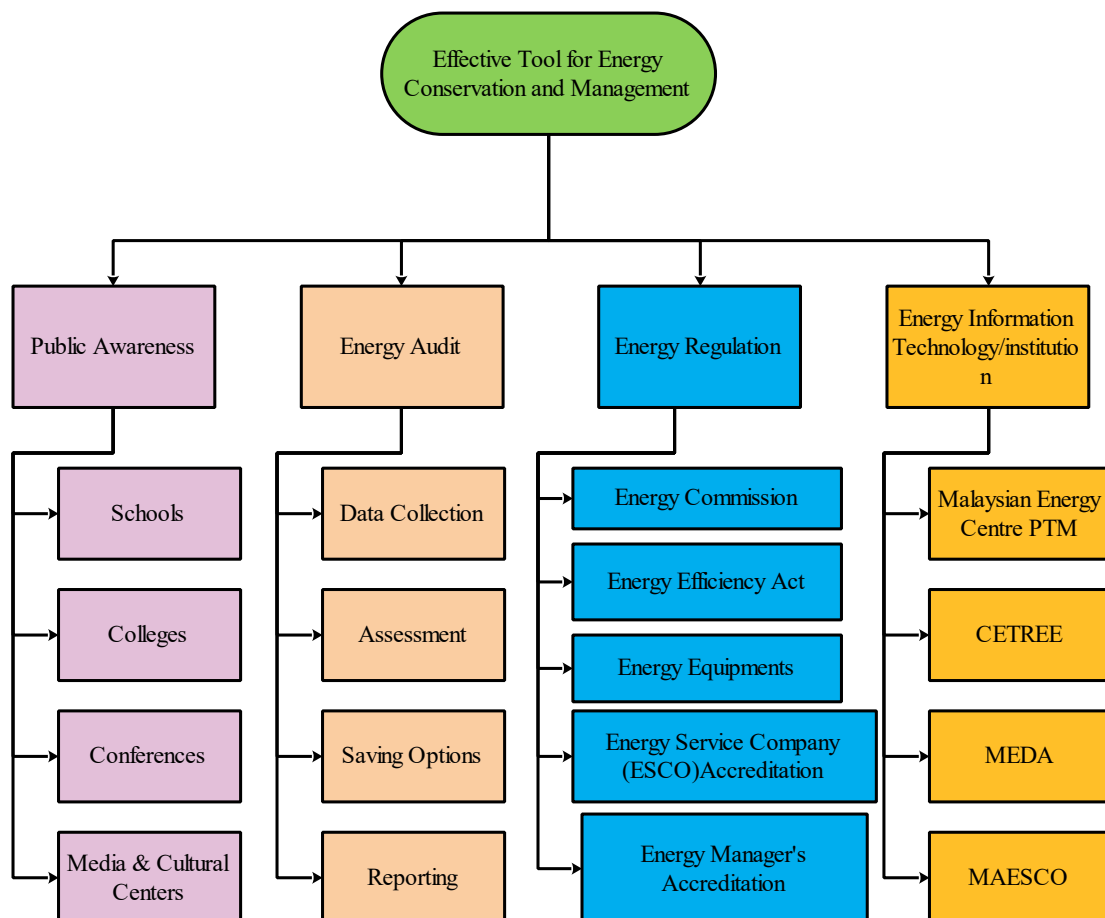 Effective Tool for Energy
Conservation and Management
Public Awareness
Energy Audit
Energy Regulation
Energy Information
Technology/institutio
n
Schools
Colleges
Conferences
Media & Cultural
Centers
Data Collection
Assessment
Saving Options
Reporting
Energy Commission
Energy Efficiency Act
Energy Equipments
Energy Service Company
(ESCO)Accreditation
Energy Manager's
Accreditation
Malaysian Energy
Centre PTM
CETREE
MEDA
MAESCO